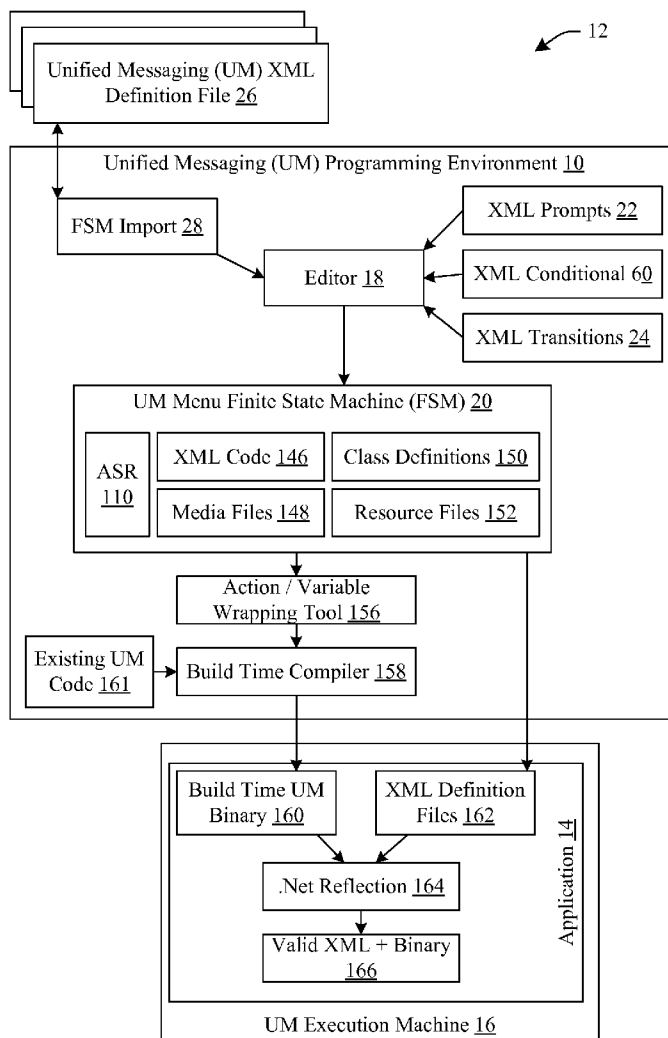 12
Unified Messaging (UM) XML
Definition File 26
Unified Messaging (UM) Programming Environment 10
FSM Import 28
Editor 18
XML Prompts 22
XML Conditional 60
XML Transitions 24
UM Menu Finite State Machine (FSM) 20
ASR
110
XML Code 146
Class Definitions 150
Media Files 148
Resource Files 152
Action / Variable
Wrapping Tool 156
Existing UM
Code 161
Build Time Compiler 158
Build Time UM
Binary 160
XML Definition
Files 162
.Net Reflection 164
Valid XML + Binary
166
Application 14
UM Execution Machine 16